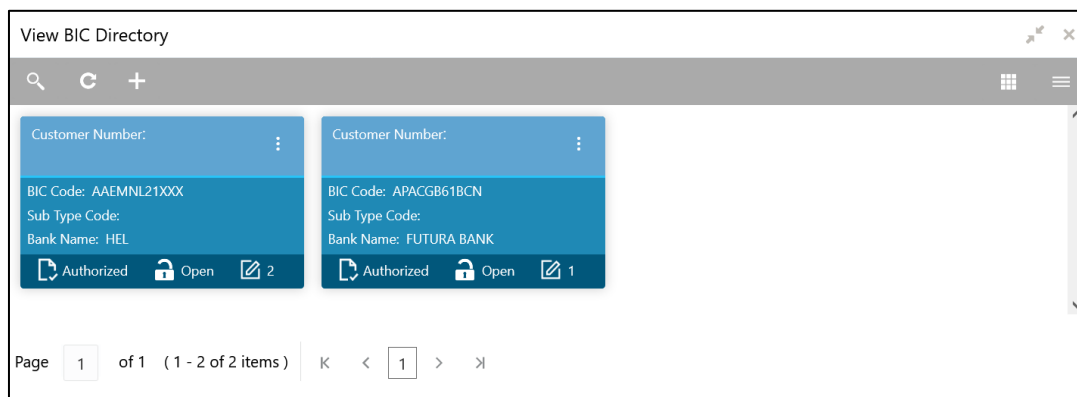 View BIC Directory
Customer Number:
BIC Code: AAEMNL21XXX
Sub Type Code:
Bank Name: HEL
Authorized Open 2
Customer Number:
BIC Code: APACGB61BCN
Sub Type Code:
Bank Name: FUTURA BANK
Authorized Open 1
Page 1 of 1 ( 1 - 2 of 2 items ) 1